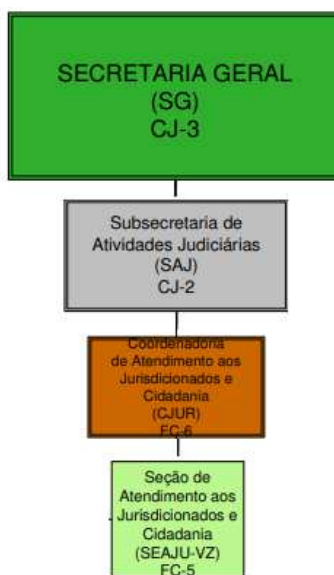 SECRETARIA GERAL
(SG)
CJ-3
Subsecretaria de
Atividades Judiciárias
(SAJ)
CJ-2
Coordenadoria
de Atendimento aos
Jurisdicionados e
Cidadania
(CJUR)
FC-6
Seção de
Atendimento aos
Jurisdicionados e
Cidadania
(SEAJU-VZ)
FC-5